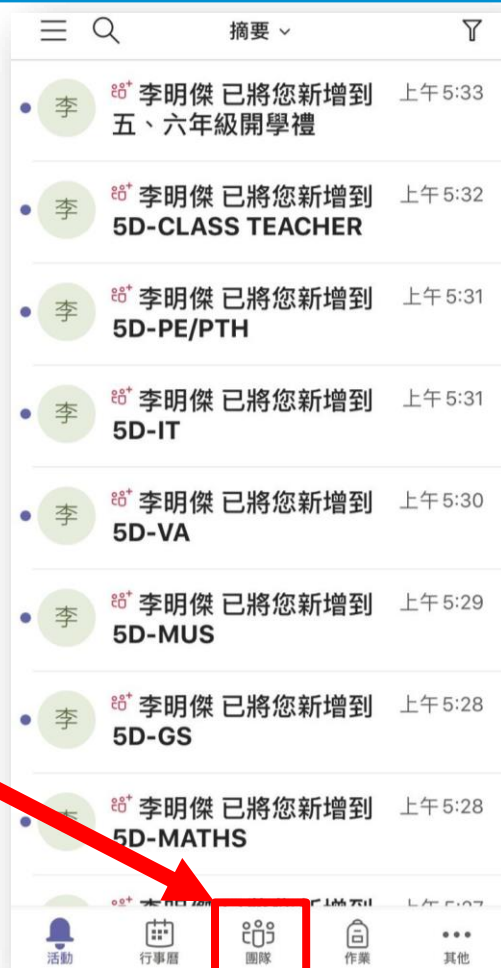 摘要
李明傑 已將您新增到 上午5:33
五、六年級開學禮
李
李明傑 已將您新增到 上午5:32
5D-CLASS TEACHER
李
李明傑 已將您新增到 上午5:31
5D-PE/PTH
李
李明傑 已將您新增到 上午5:31
5D-IT
李
李明傑 已將您新增到 上午5:30
5D-VA
李
李明傑 已將您新增到 上午5:29
5D-MUS
李
李明傑 已將您新增到 上午5:28
5D-GS
李
李明傑 已將您新增到 上午5:28
5D-MATHS
活動 行事曆 團隊 作業 其他